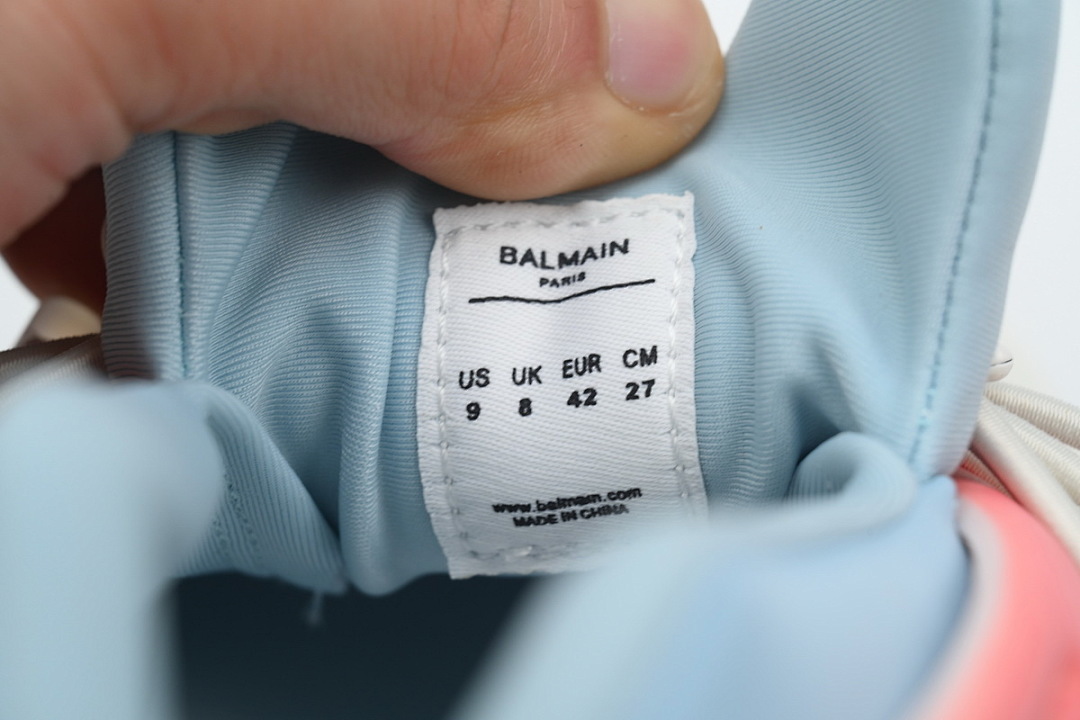 BALMAIN
PARIS
US UK EUR CM
9 8 42 27
www.balmain.com
MADE IN CHINA